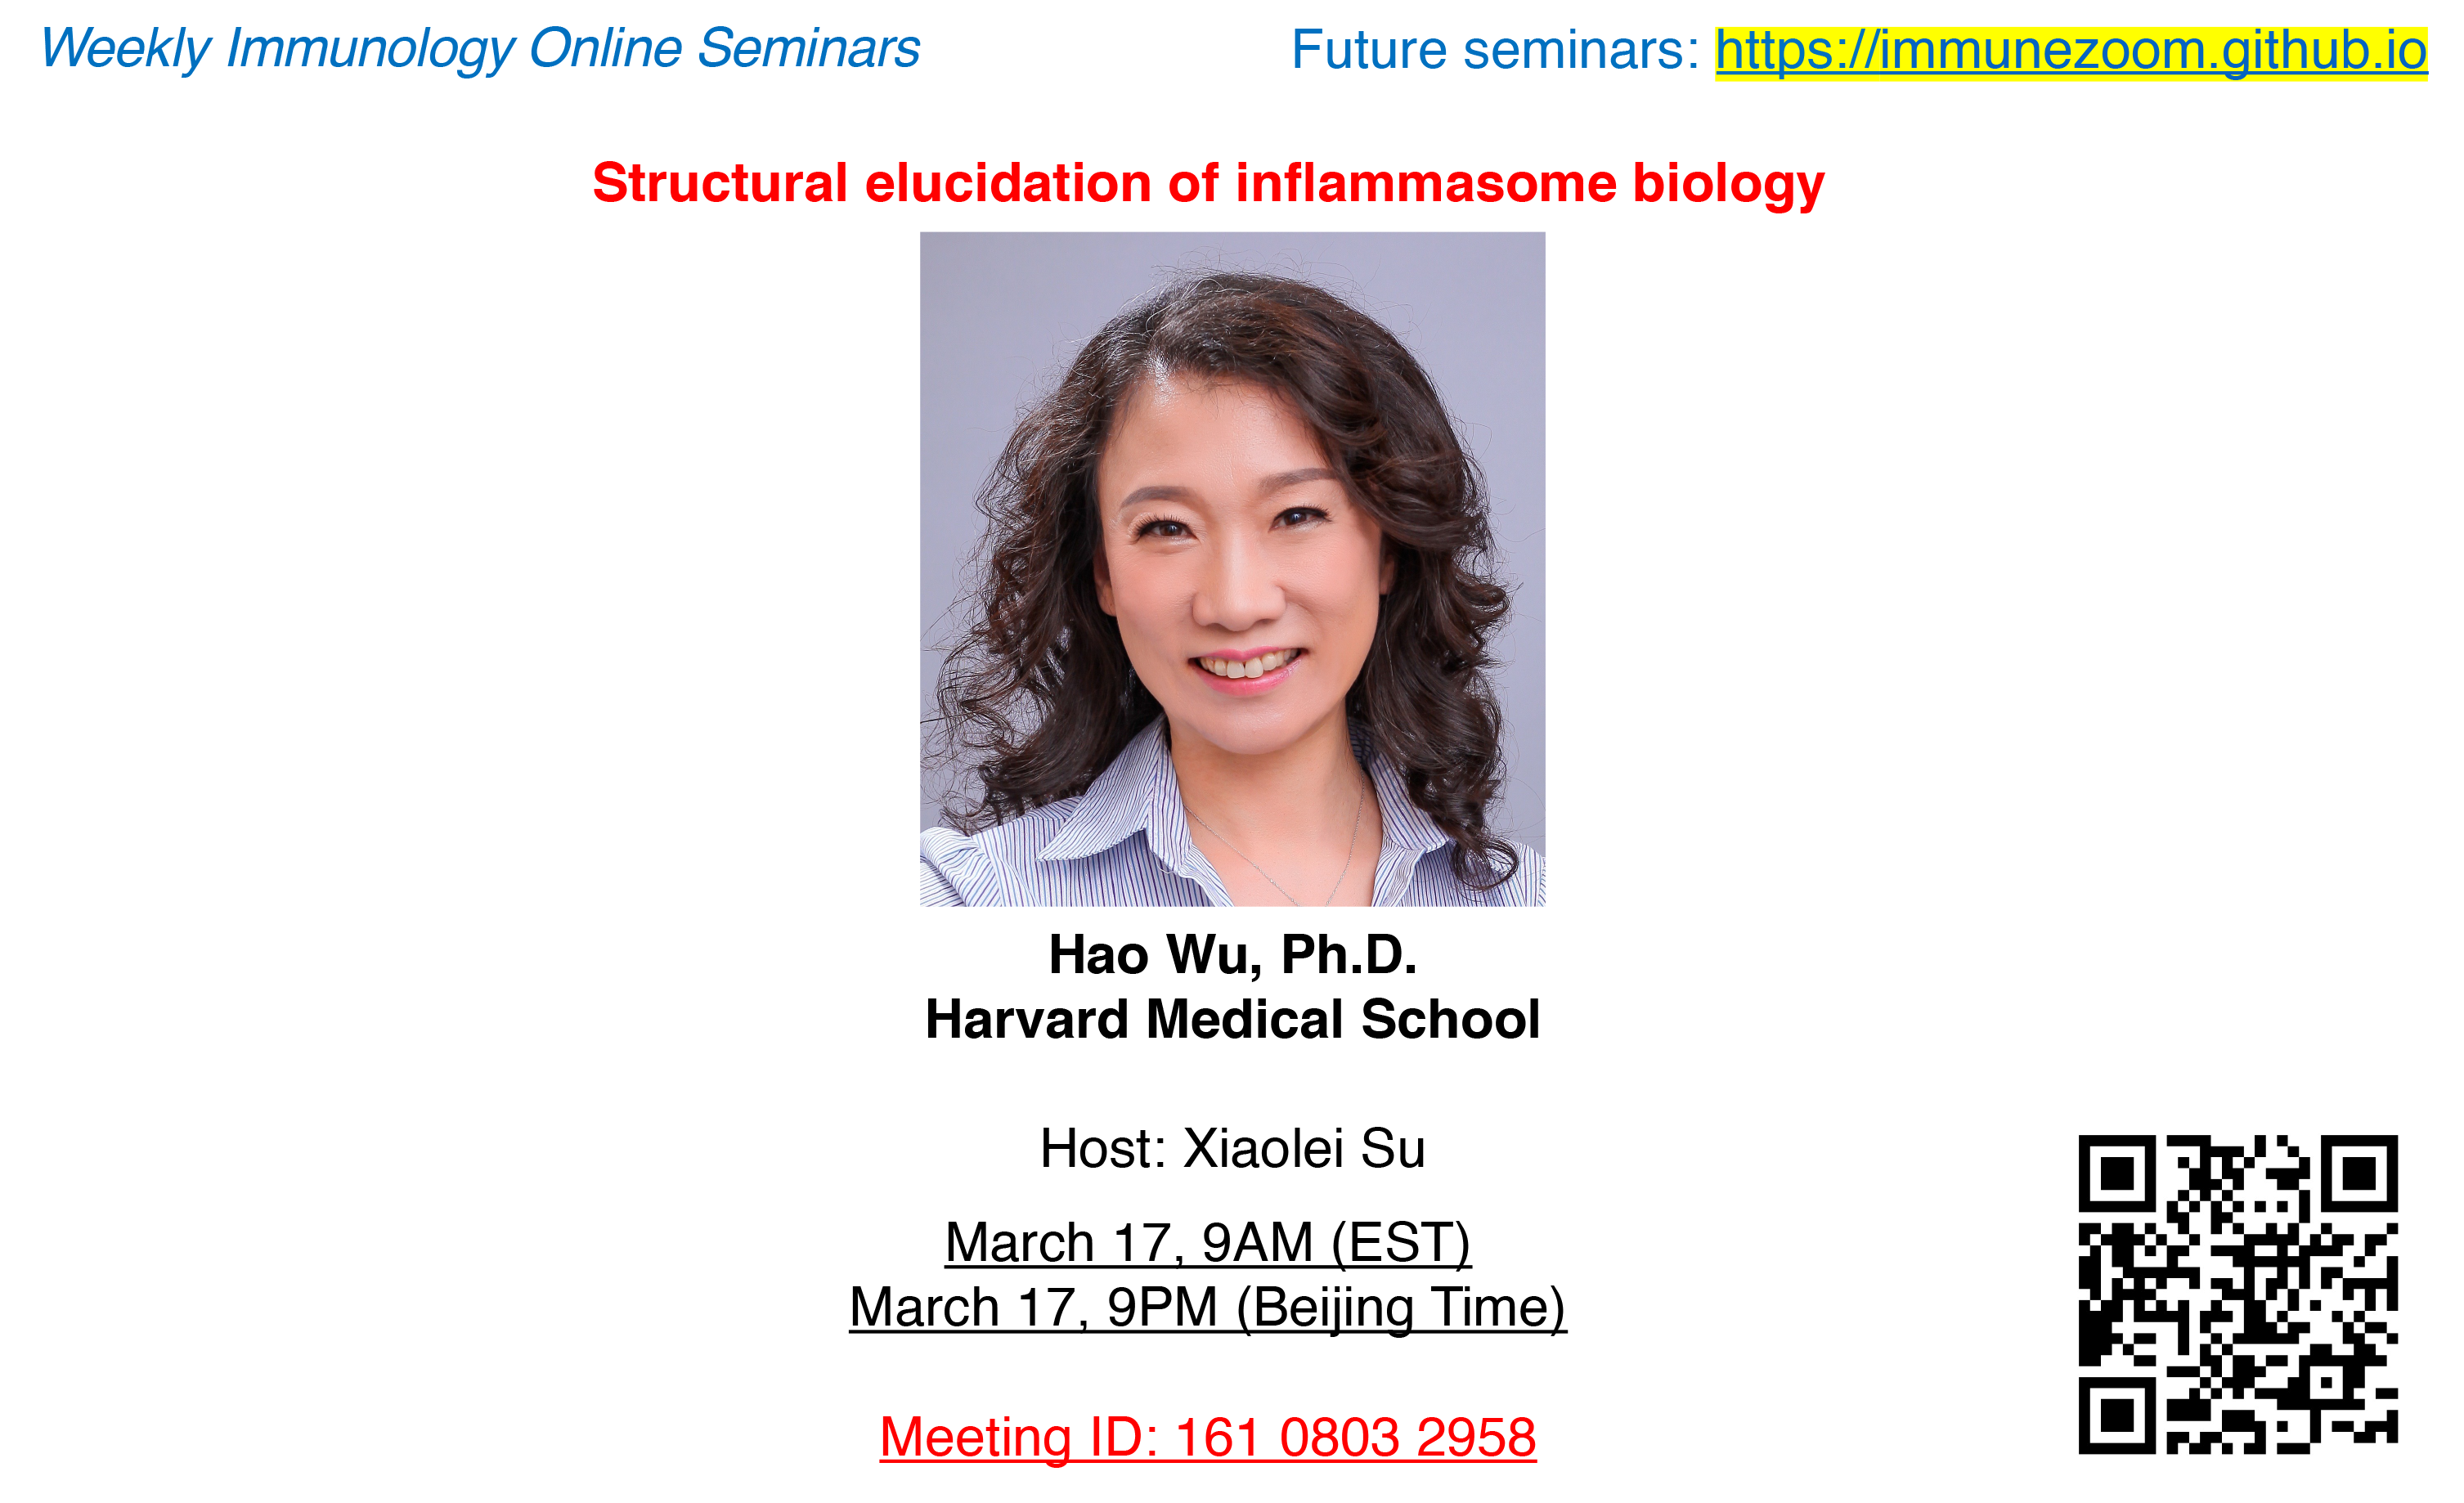 Weekly Immunology Online Seminars
Future seminars: https://immunezoom.github.io
Structural elucidation of inflammasome biology
Hao Wu, Ph.D.
Harvard Medical School
Host: Xiaolei Su
March 17, 9AM (EST)
March 17, 9PM (Beijing Time)
Meeting ID: 161 0803 2958